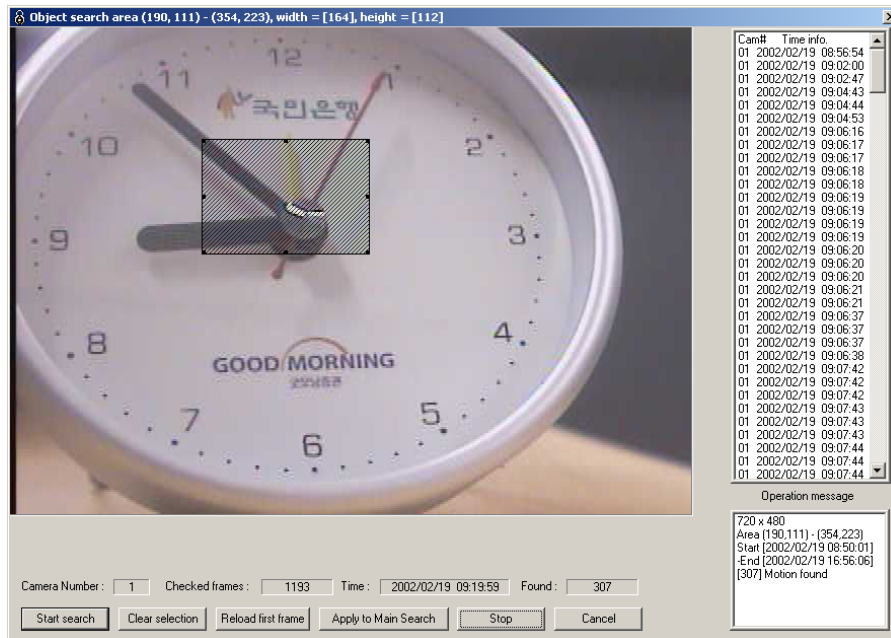 Object search area (190, 111) - (354, 223), width = [164], height = [112]
12
11
1
국민은행
10
2
9
3
8
4
GOOD MORNING
7
5
6
Cam# Time info.
01 2002/02/19 08:56:54
01 2002/02/19 09:02:00
01 2002/02/19 09:02:47
01 2002/02/19 09:04:43
01 2002/02/19 09:04:44
01 2002/02/19 09:04:53
01 2002/02/19 09:06:16
01 2002/02/19 09:06:17
01 2002/02/19 09:06:17
01 2002/02/19 09:06:18
01 2002/02/19 09:06:18
01 2002/02/19 09:06:19
01 2002/02/19 09:06:19
01 2002/02/19 09:06:19
01 2002/02/19 09:06:19
01 2002/02/19 09:06:20
01 2002/02/19 09:06:20
01 2002/02/19 09:06:20
01 2002/02/19 09:06:21
01 2002/02/19 09:06:21
01 2002/02/19 09:06:37
01 2002/02/19 09:06:37
01 2002/02/19 09:06:37
01 2002/02/19 09:06:38
01 2002/02/19 09:07:42
01 2002/02/19 09:07:42
01 2002/02/19 09:07:42
01 2002/02/19 09:07:43
01 2002/02/19 09:07:43
01 2002/02/19 09:07:43
01 2002/02/19 09:07:44
01 2002/02/19 09:07:44
01 2002/02/19 09:07:44
Operation message
720 x 480
Area (190,111) - (354,223)
Start [2002/02/19 08:50:01]
-End [2002/02/19 16:56:06]
[307] Motion found
Camera Number : 1 Checked frames : 1193 Time : 2002/02/19 09:19:59 Found : 307
Start search Clear selection Reload first frame Apply to Main Search Stop Cancel